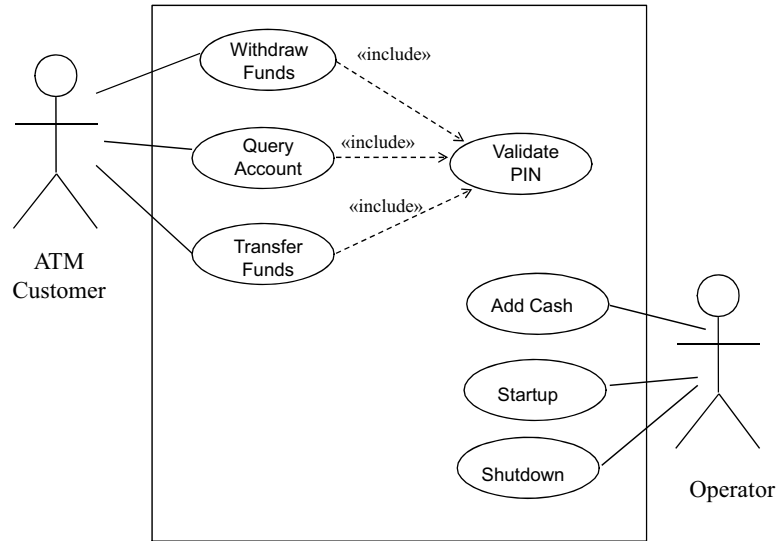 Withdraw
Funds
«include»
Query
Account
«include»
Validate
PIN
«include»
Transfer
Funds
ATM
Customer
Add Cash
Startup
Shutdown
Operator